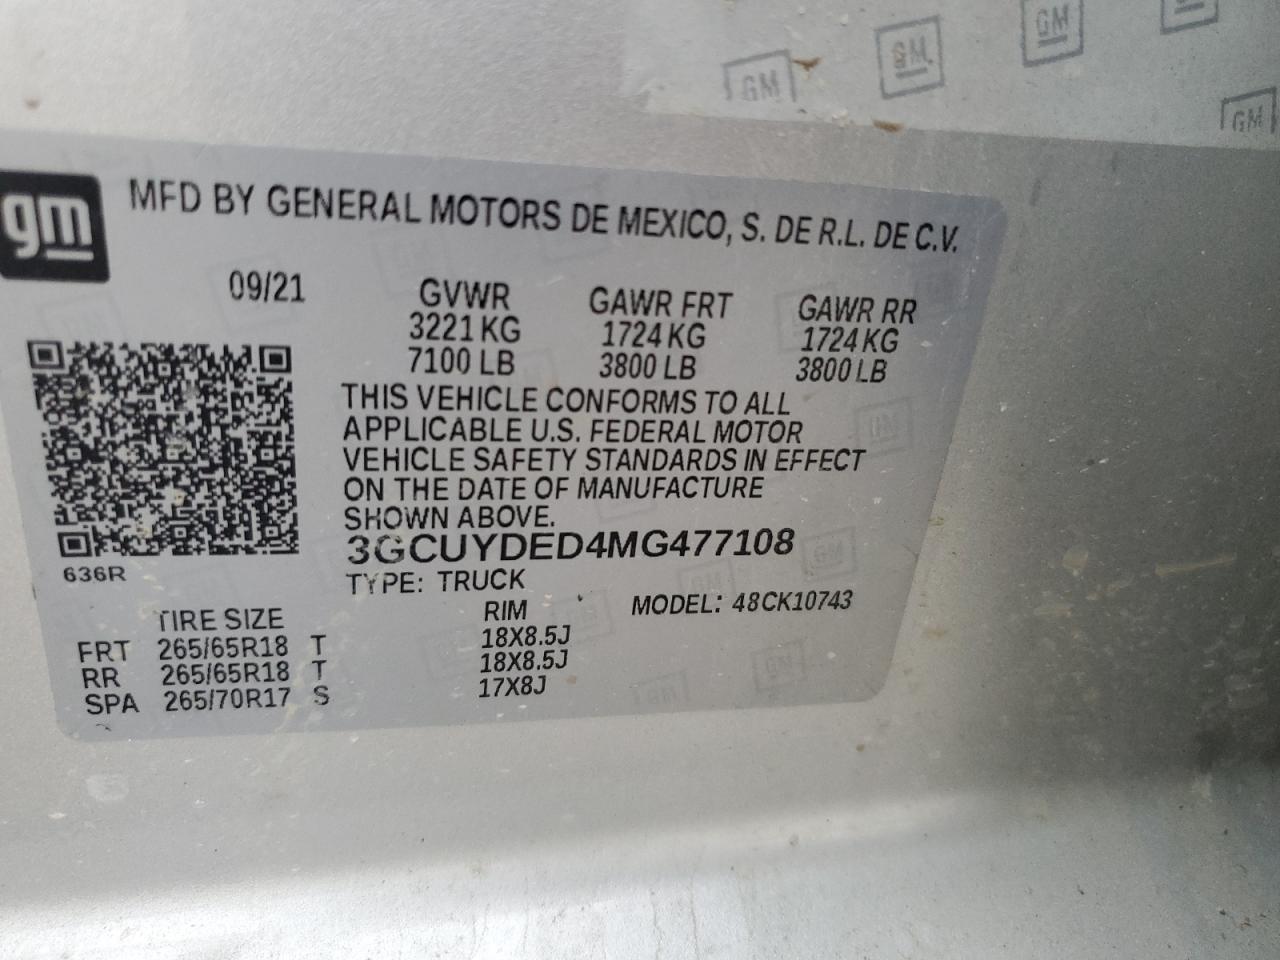 GM GM GM GM
gm MFD BY GENERAL MOTORS DE MEXICO, S. DE R.L. DE C.V.
09/21 GVWR GAWR FRT GAWR RR
3221 KG 1724 KG 1724 KG
7100 LB 3800 LB 3800 LB
THIS VEHICLE CONFORMS TO ALL
APPLICABLE U.S. FEDERAL MOTOR
VEHICLE SAFETY STANDARDS IN EFFECT
ON THE DATE OF MANUFACTURE
SHOWN ABOVE.
3GCUYDED4MG477108
636R
TYPE: TRUCK
TIRE SIZE RIM MODEL: 48CK10743
FRT 265/65R18 T 18X8.5J
RR 265/65R18 T 18X8.5J
SPA 265/70R17 S 17X8J